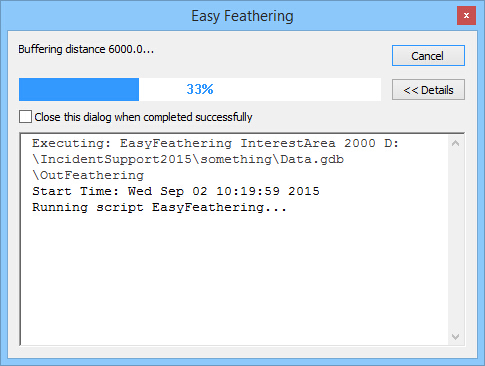 Easy Feathering
x
Buffering distance 6000.0...
Cancel
33%
<< Details
Close this dialog when completed successfully
Executing: EasyFeathering InterestArea 2000 D:
\IncidentSupport2015\something\Data.gdb
\OutFeathering
Start Time: Wed Sep 02 10:19:59 2015
Running script EasyFeathering...